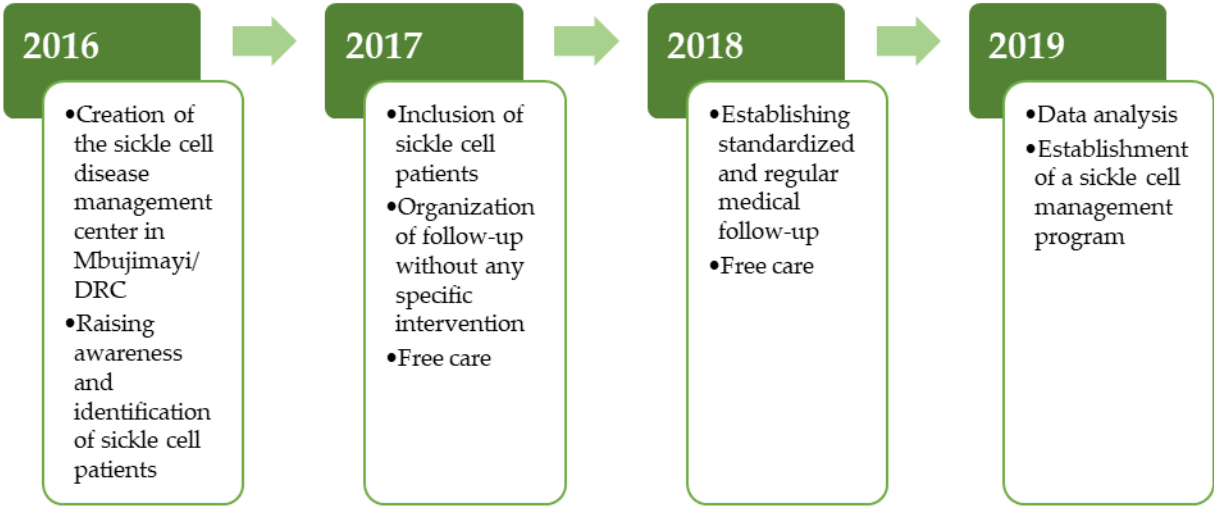 2016
•Creation of
the sickle cell
disease
management
center in
Mbujimayi/
DRC
•Raising
awareness
and
identification
of sickle cell
patients
2017
•Inclusion of
sickle cell
patients
•Organization
of follow-up
without any
specific
intervention
•Free care
2018
•Establishing
standardized
and regular
medical
follow-up
•Free care
2019
•Data analysis
•Establishment
of a sickle cell
management
program